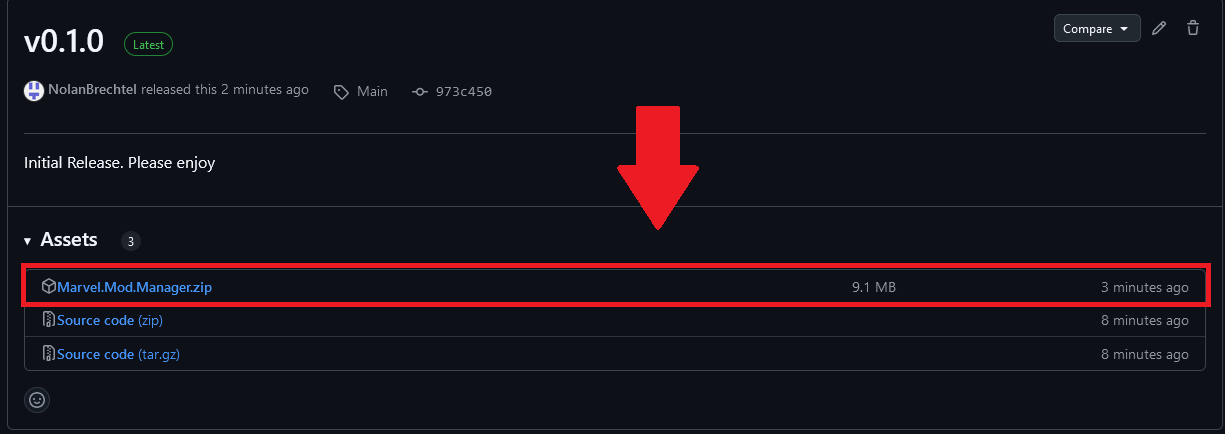 v0.1.0 Latest Compare
NolanBrechtel released this 2 minutes ago Main 973c450
Initial Release. Please enjoy
Assets 3
Marvel.Mod.Manager.zip 9.1 MB 3 minutes ago
Source code (zip) 8 minutes ago
Source code (tar.gz) 8 minutes ago